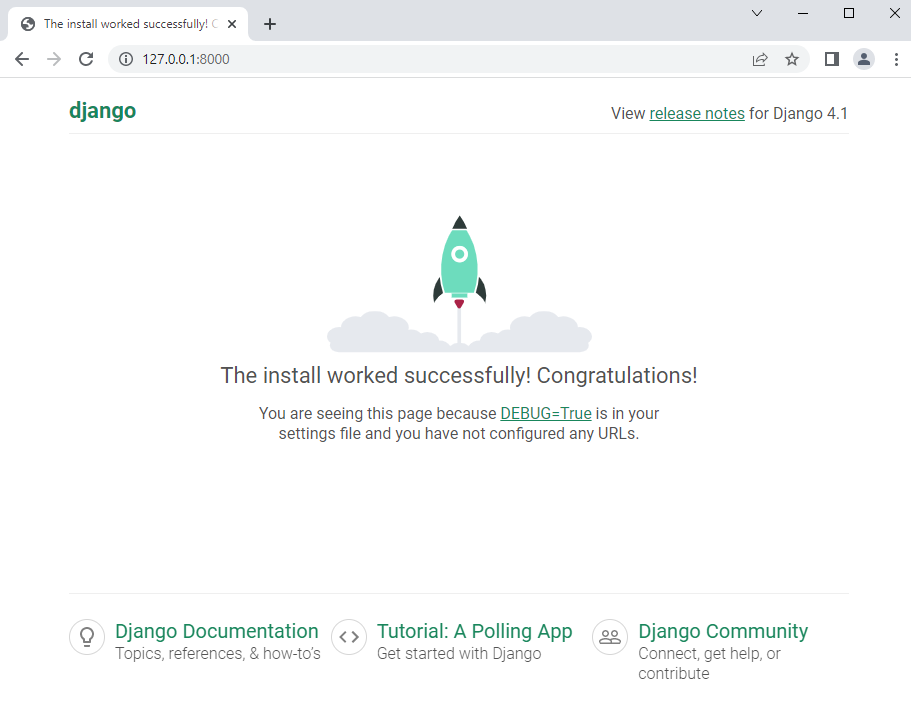 The install worked successfully! C
127.0.0.1:8000
django
View release notes for Django 4.1
The install worked successfully! Congratulations!
You are seeing this page because DEBUG=True is in your
settings file and you have not configured any URLs.
Django Documentation
Topics, references, & how-to’s
Tutorial: A Polling App
Get started with Django
Django Community
Connect, get help, or
contribute